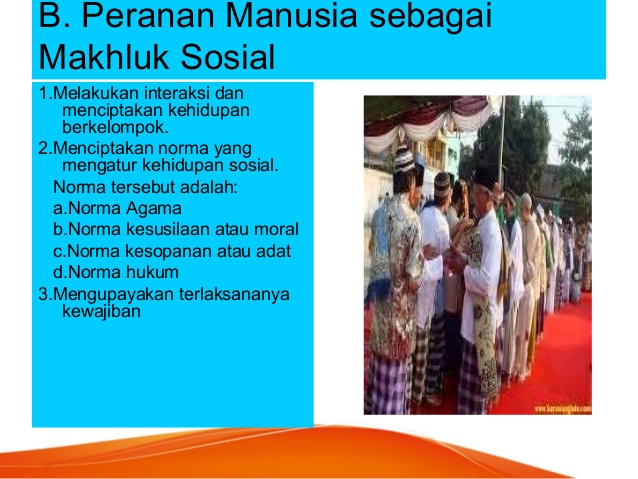 B. Peranan Manusia sebagai
Makhluk Sosial
1.Melakukan interaksi dan
menciptakan kehidupan
berkelompok.
2.Menciptakan norma yang
mengatur kehidupan sosial.
Norma tersebut adalah:
a.Norma Agama
b.Norma kesusilaan atau moral
c.Norma kesopanan atau adat
d.Norma hukum
3.Mengupayakan terlaksananya
kewajiban